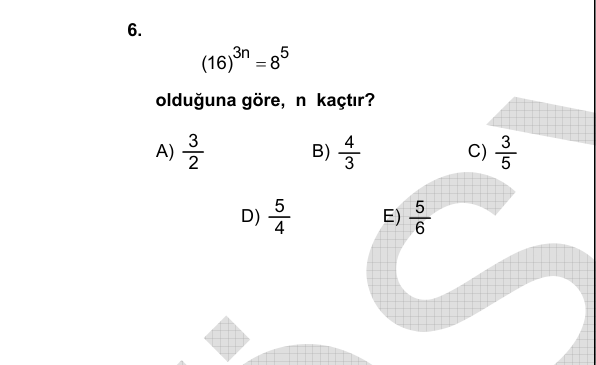 6.
(16)^3n = 8^5
olduğuna göre, n kaçtır?
A) 3/2 B) 4/3 C) 3/5
D) 5/4 E) 5/6